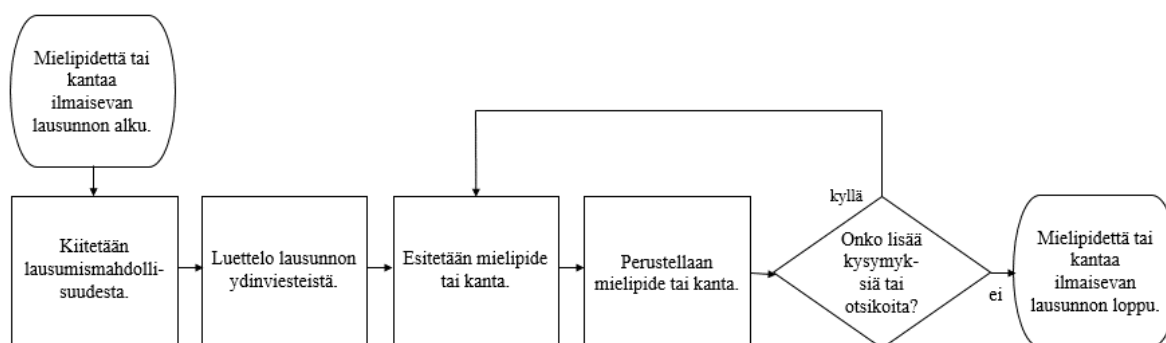 Mielipidettä tai
kantaa
ilmaisevan
lausunnon alku.
Kiitetään
lausumismahdolli-
suudesta.
Luettelo lausunnon
ydinviesteistä.
Esitetään mielipide
tai kanta.
Perustellaan
mielipide tai kanta.
kyllä
Onko lisää
kysymyk-
siä tai
otsikoita?
ei
Mielipidettä tai
kantaa
ilmaisevan
lausunnon loppu.